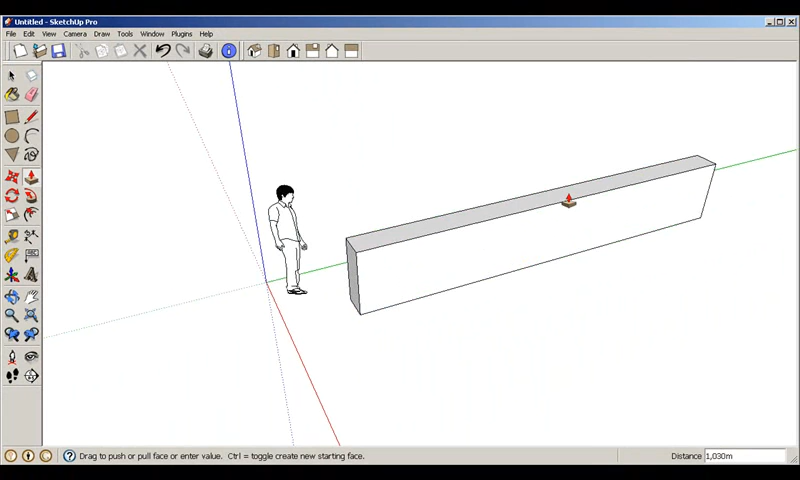 Untitled - SketchUp Pro
File Edit View Camera Draw Tools Window Plugins Help
Drag to push or pull face or enter value. Ctrl = toggle create new starting face.
Distance 1,030m